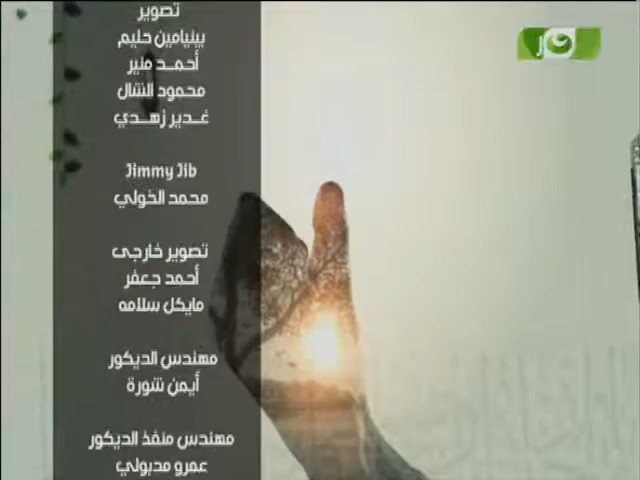 تصوير
بينيامين حليم
أحمد منير
محمود الشال
غدير زهدي
Jimmy Jib
محمد الخولي
تصوير خارجى
أحمد جعفر
مايكل سلامه
مهندس الديكور
أيمن شورة
مهندس منفذ الديكور
عمرو مدبولي